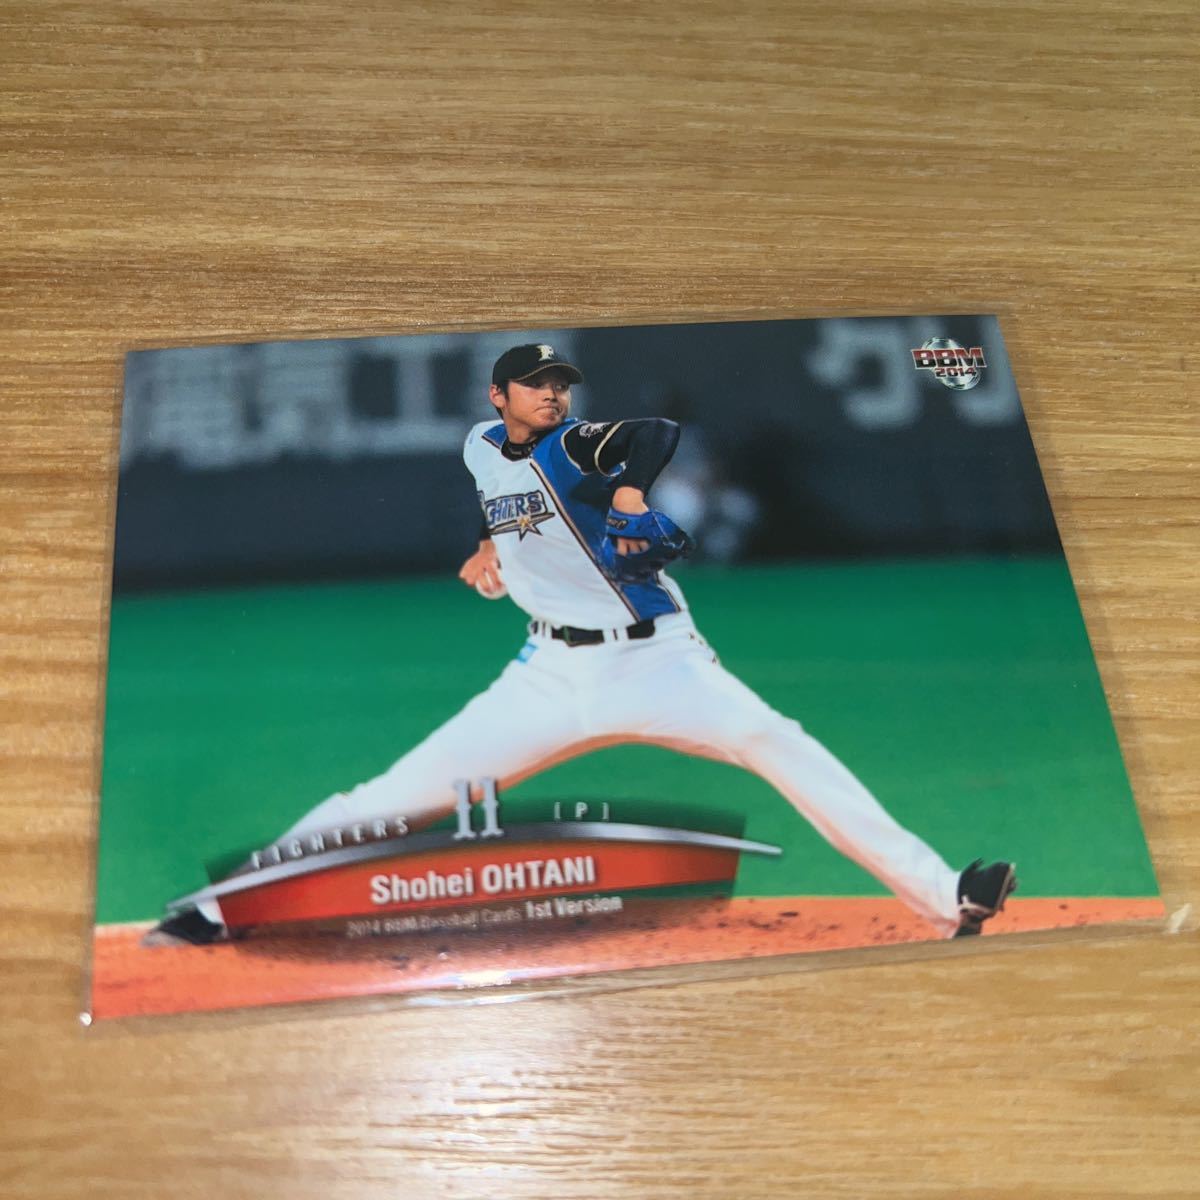 BBM
2014
FIGHTERS
FIGHTERS 11 [P]
Shohei OHTANI
2014 BBM Baseball Cards 1st Version